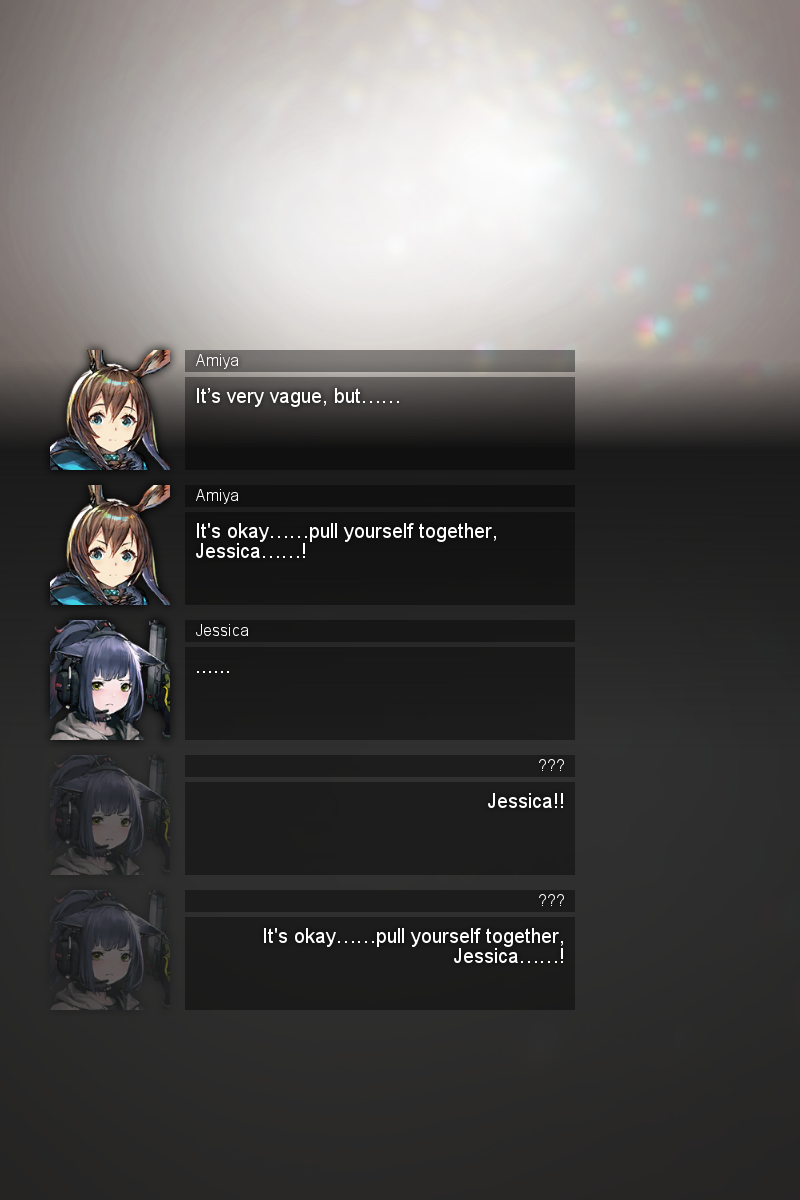 Amiya
It's very vague, but……
Amiya
It's okay……pull yourself together,
Jessica……!
Jessica
……
???
Jessica!!
???
It's okay……pull yourself together,
Jessica……!